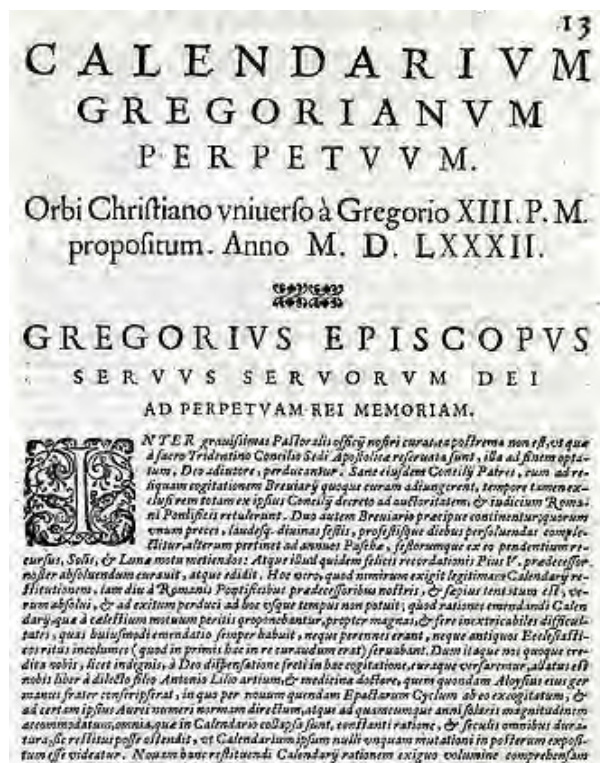 13
CALENDARIVM
GREGORIANVM
PERPETVVM.
Orbi Chriſtiano vniuerſo à Gregorio XIII. P. M.
propoſitum. Anno M. D. LXXXII.
GREGORIVS EPISCOPVS
SERVVS SERVORVM DEI
AD PERPETVAM REI MEMORIAM.
INTER grauiſsimas Paſtoralis officij noſtri curas, ea poſtrema non eſt, vt quæ
à ſacro Tridentino Concilio Sedi Apoſtolicæ reſeruata ſunt, illa ad finem opta-
tum, Deo adiutore, perducantur. Sane eiuſdem Concilij Patres, cum ad re-
liquam cogitationem Breuiarij quoque curam adiungerent, tempore tamen ex-
cluſi rem totam ex ipſius Concilij decreto ad auctoritatem, & iudicium Roma-
ni Pontificis retulerunt. Duo autem Breuiario præcipue continentur, quorum
vnum preces, laudesq. diuinas feſtis, profeſtiſque diebus perſoluendas comple-
ctitur, alterum pertinet ad annuos Paſchæ, feſtorumque ex eo pendentium re-
curſus, Solis, & Lunæ motu metiendos: Atque illud quidem felicis recordationis Pius V. prædeceſſor
noſter abſoluendum curauit, atque edidit. Hoc vero, quod nimirum exigit legitimam Calendarij re-
ſtitutionem, iam diu à Romanis Pontificibus prædeceſſoribus noſtris, & ſæpius tentatum eſt, ve-
rum abſolui, & ad exitum perduci ad hoc vſque tempus non potuit, quod rationes emendandi Calen
darij, quæ à cæleſtium motuum peritis proponebantur, propter magnas, & fere inextricabiles difficul-
tates, quas huiuſmodi emendatio ſemper habuit, neque perennes erant, neque antiquos Eccleſiaſti-
cos ritus incolumes (quod in primis hac in re curandum erat) ſeruabant. Dum itaque nos quoque cre-
dita nobis, licet indignis, à Deo diſpenſatione freti in hac cogitatione, curaque verſaremur, allatus eſt
nobis liber à dilecto filio Antonio Lilio artium, & medicinæ doctore, quem quondam Aloyſius eius ger
manus frater conſcripſerat, in quo per nouum quendam Epactarum Cyclum ab eo excogitatum, &
ad certam ipſius Aurei numeri normam directum, atque ad quamcumque anni ſolaris magnitudinem
accommodatum, omnia, quæ in Calendario collapſa ſunt, conſtanti ratione, & ſeculis omnibus dura-
tura, ſic reſtitui poſſe oſtendit, vt Calendarium ipſum nulli vnquam mutationi in poſterum expoſi-
tum eſſe videatur. Nouam hanc reſtituendi Calendarij rationem exiguo volumine comprehenſam